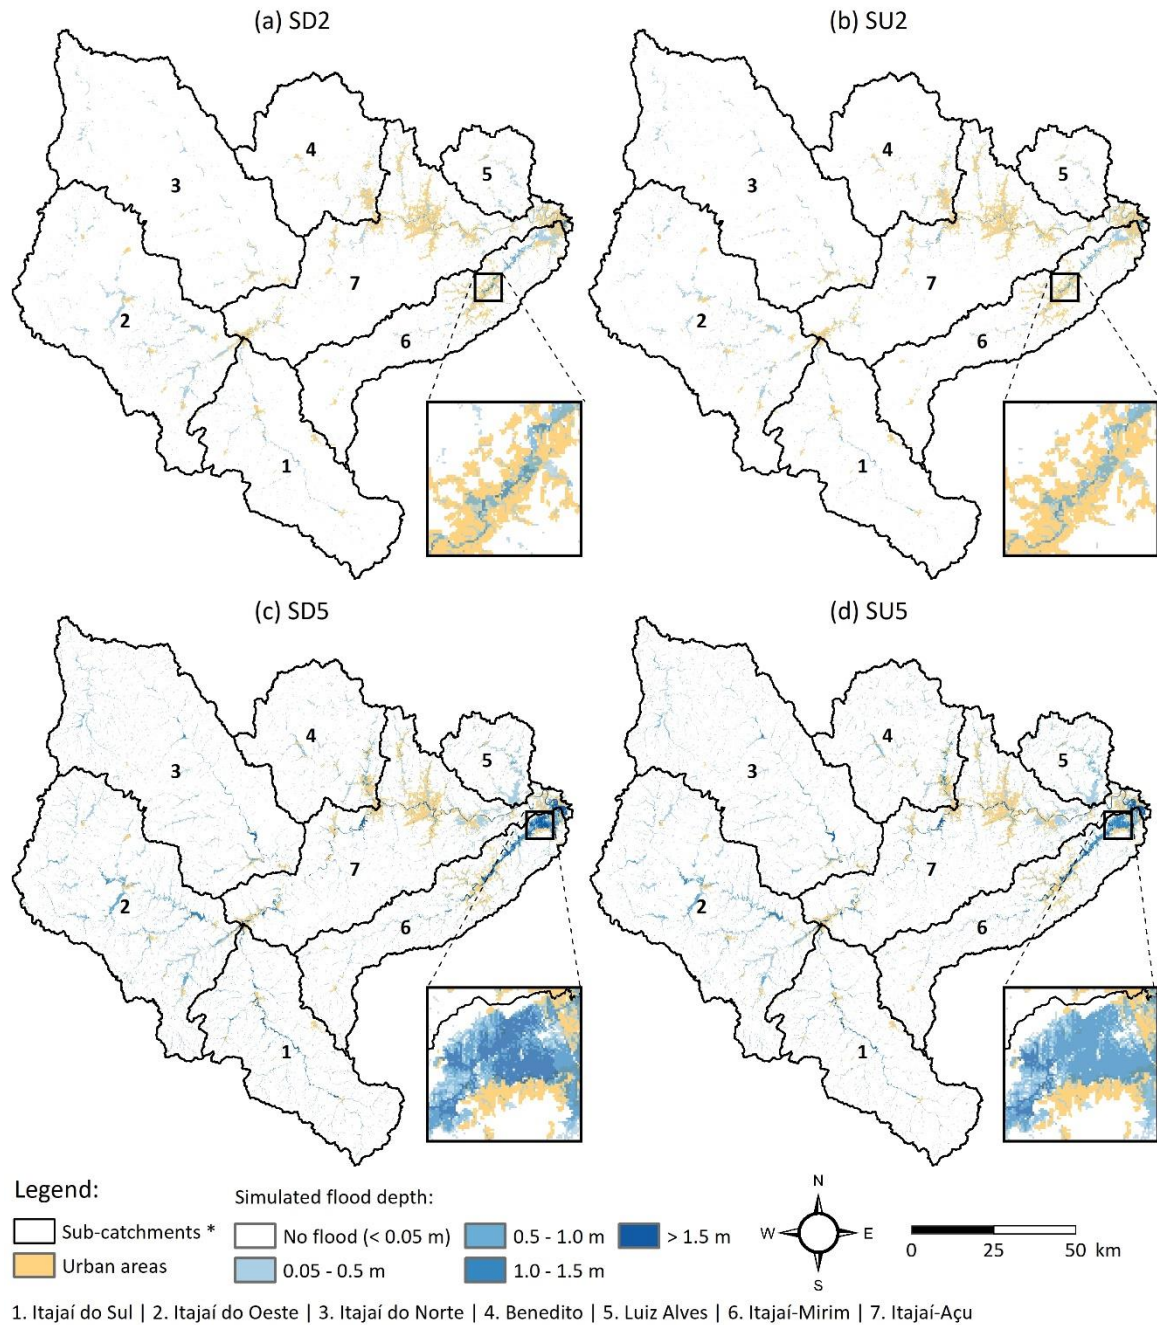 (a) SD2
(b) SU2
4
5
3
7
2
6
1
4
5
3
7
2
6
1
(c) SD5
(d) SU5
4
5
3
7
2
6
1
4
5
3
7
2
6
1
Legend:
Sub-catchments *
Urban areas
Simulated flood depth:
No flood (< 0.05 m)
0.05 - 0.5 m
0.5 - 1.0 m
1.0 - 1.5 m
> 1.5 m
N
W
E
S
0 25 50 km
1. Itajaí do Sul | 2. Itajaí do Oeste | 3. Itajaí do Norte | 4. Benedito | 5. Luiz Alves | 6. Itajaí-Mirim | 7. Itajaí-Açu